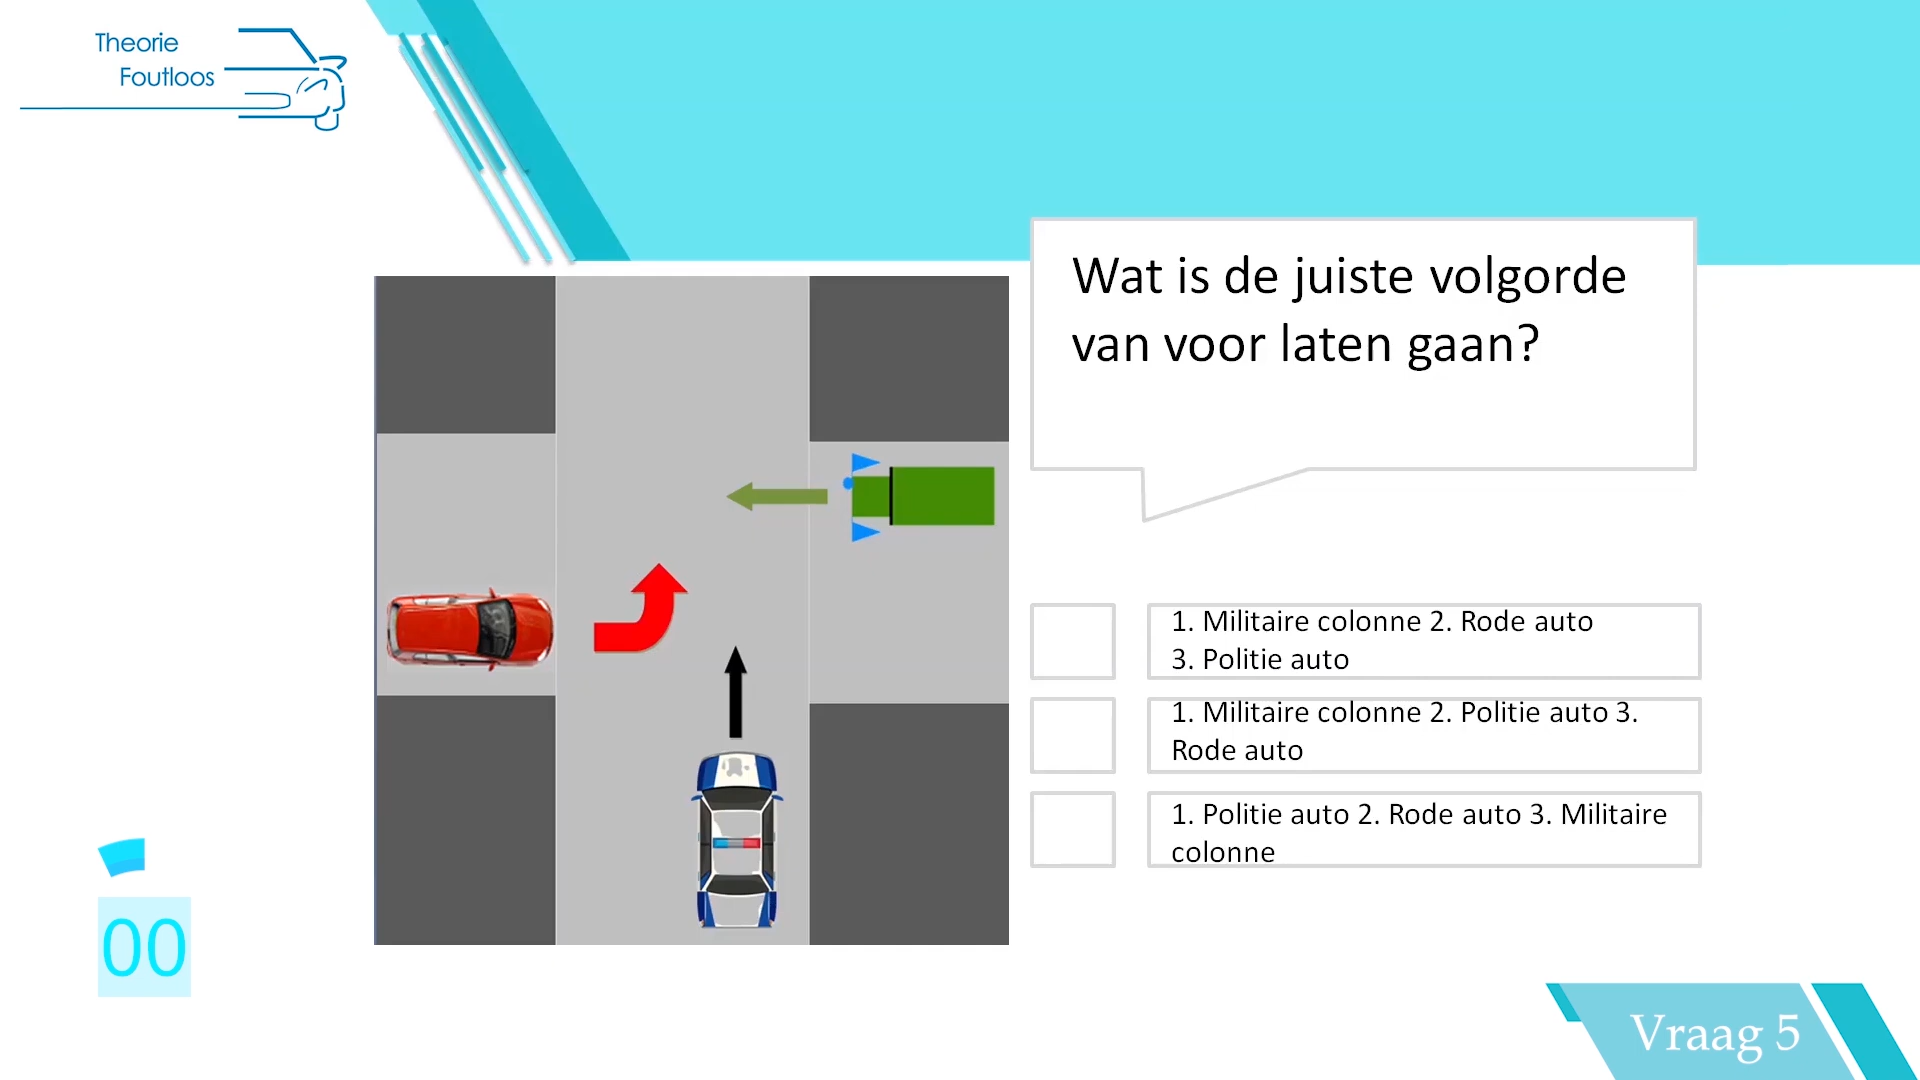 Theorie
Foutloos
Wat is de juiste volgorde
van voor laten gaan?
1. Militaire colonne 2. Rode auto
3. Politie auto
1. Militaire colonne 2. Politie auto 3.
Rode auto
1. Politie auto 2. Rode auto 3. Militaire
colonne
00
Vraag 5